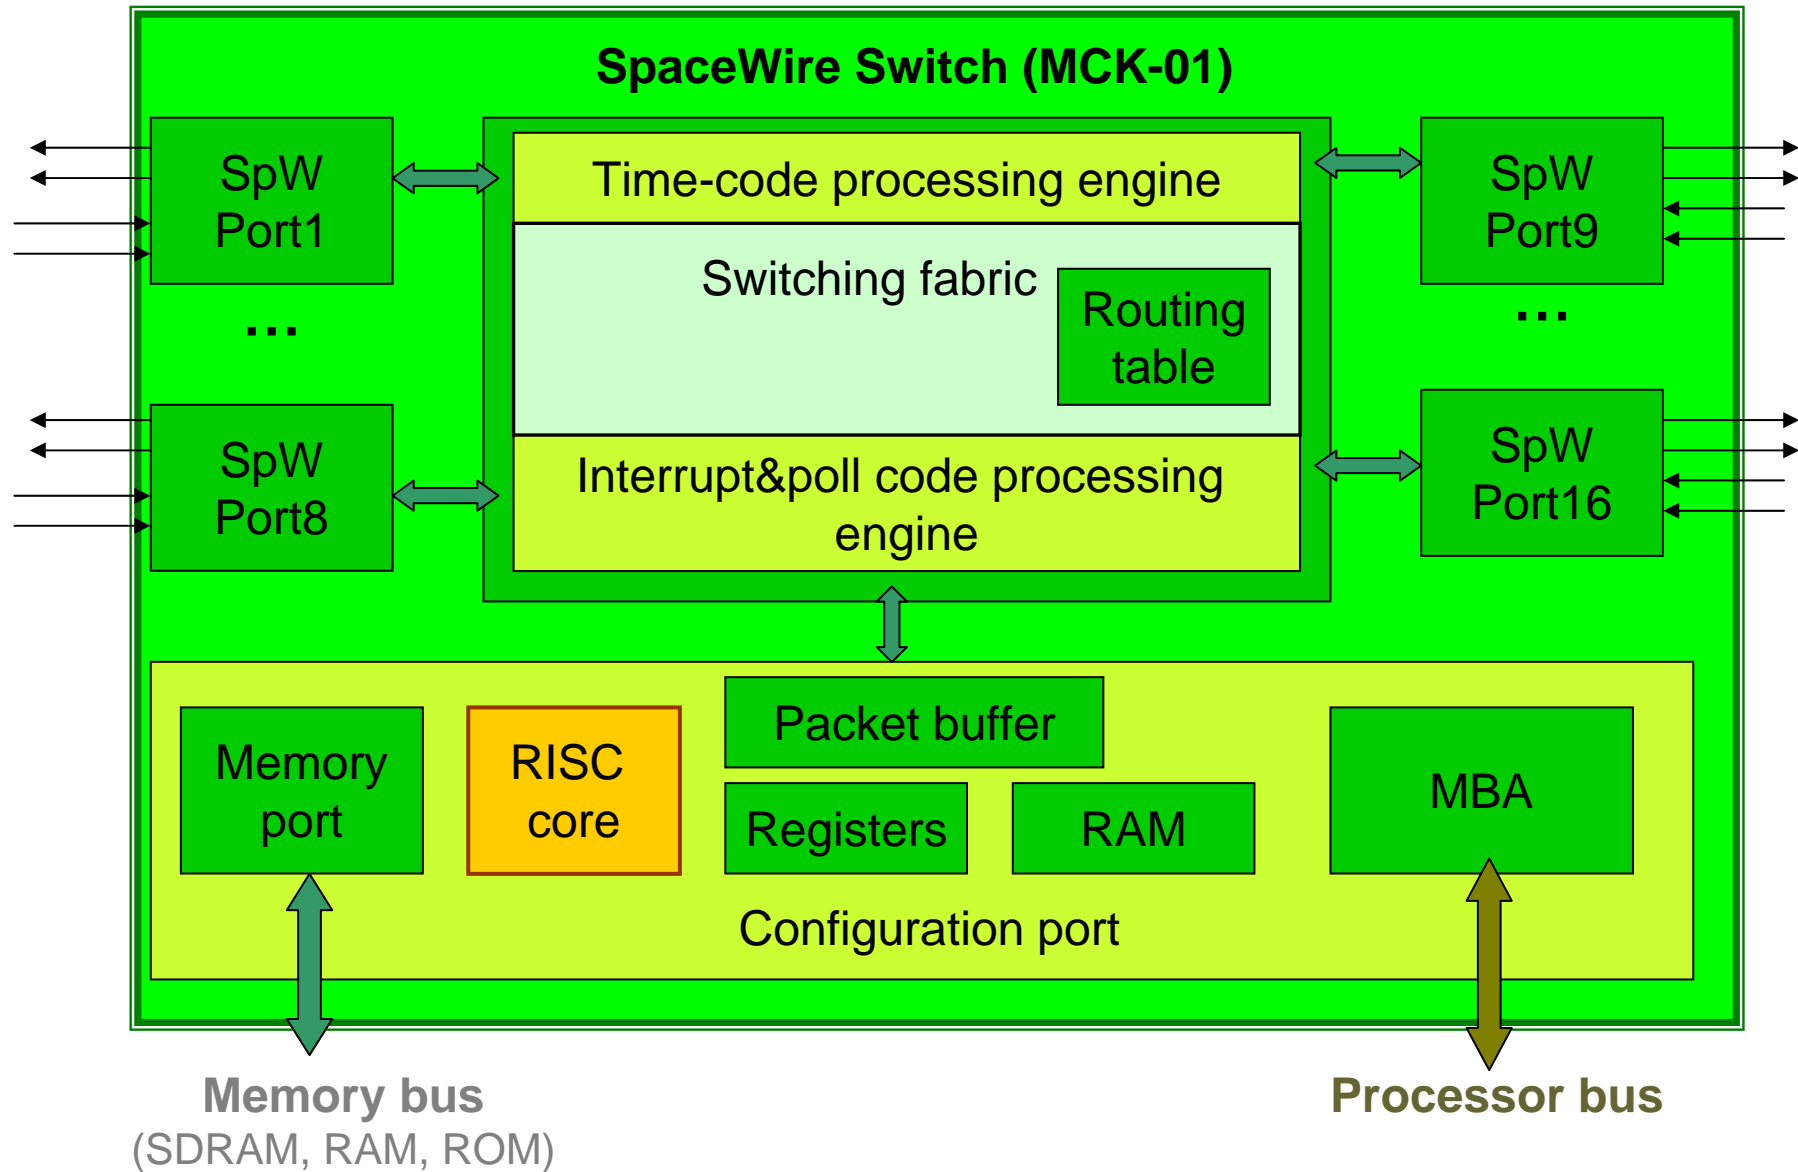 SpaceWire Switch (MCK-01)
SpW
Port1
...
SpW
Port8
Time-code processing engine
Switching fabric
Routing
table
Interrupt&poll code processing
engine
SpW
Port9
...
SpW
Port16
Memory
port
RISC
core
Packet buffer
Registers
RAM
MBA
Configuration port
Memory bus
(SDRAM, RAM, ROM)
Processor bus